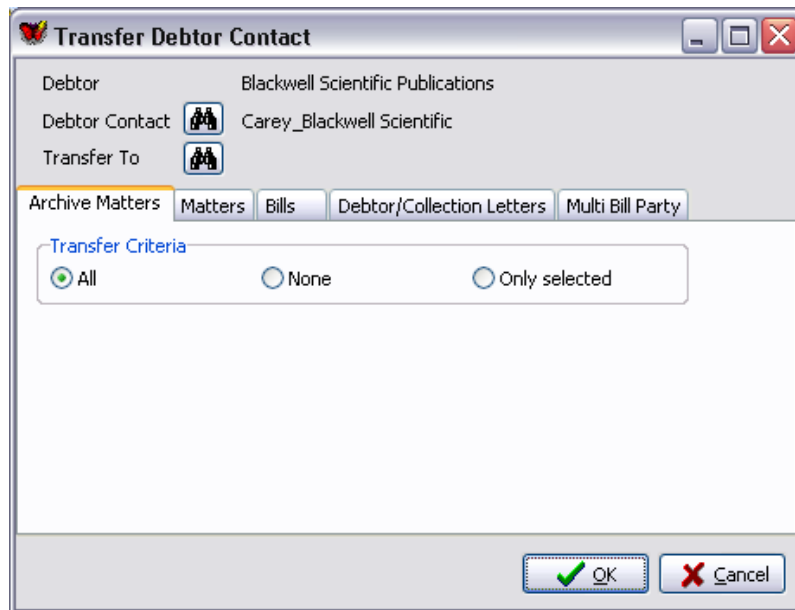 Transfer Debtor Contact
Debtor Blackwell Scientific Publications
Debtor Contact Carey_Blackwell Scientific
Transfer To
Archive Matters Matters Bills Debtor/Collection Letters Multi Bill Party
Transfer Criteria
All None Only selected
OK Cancel